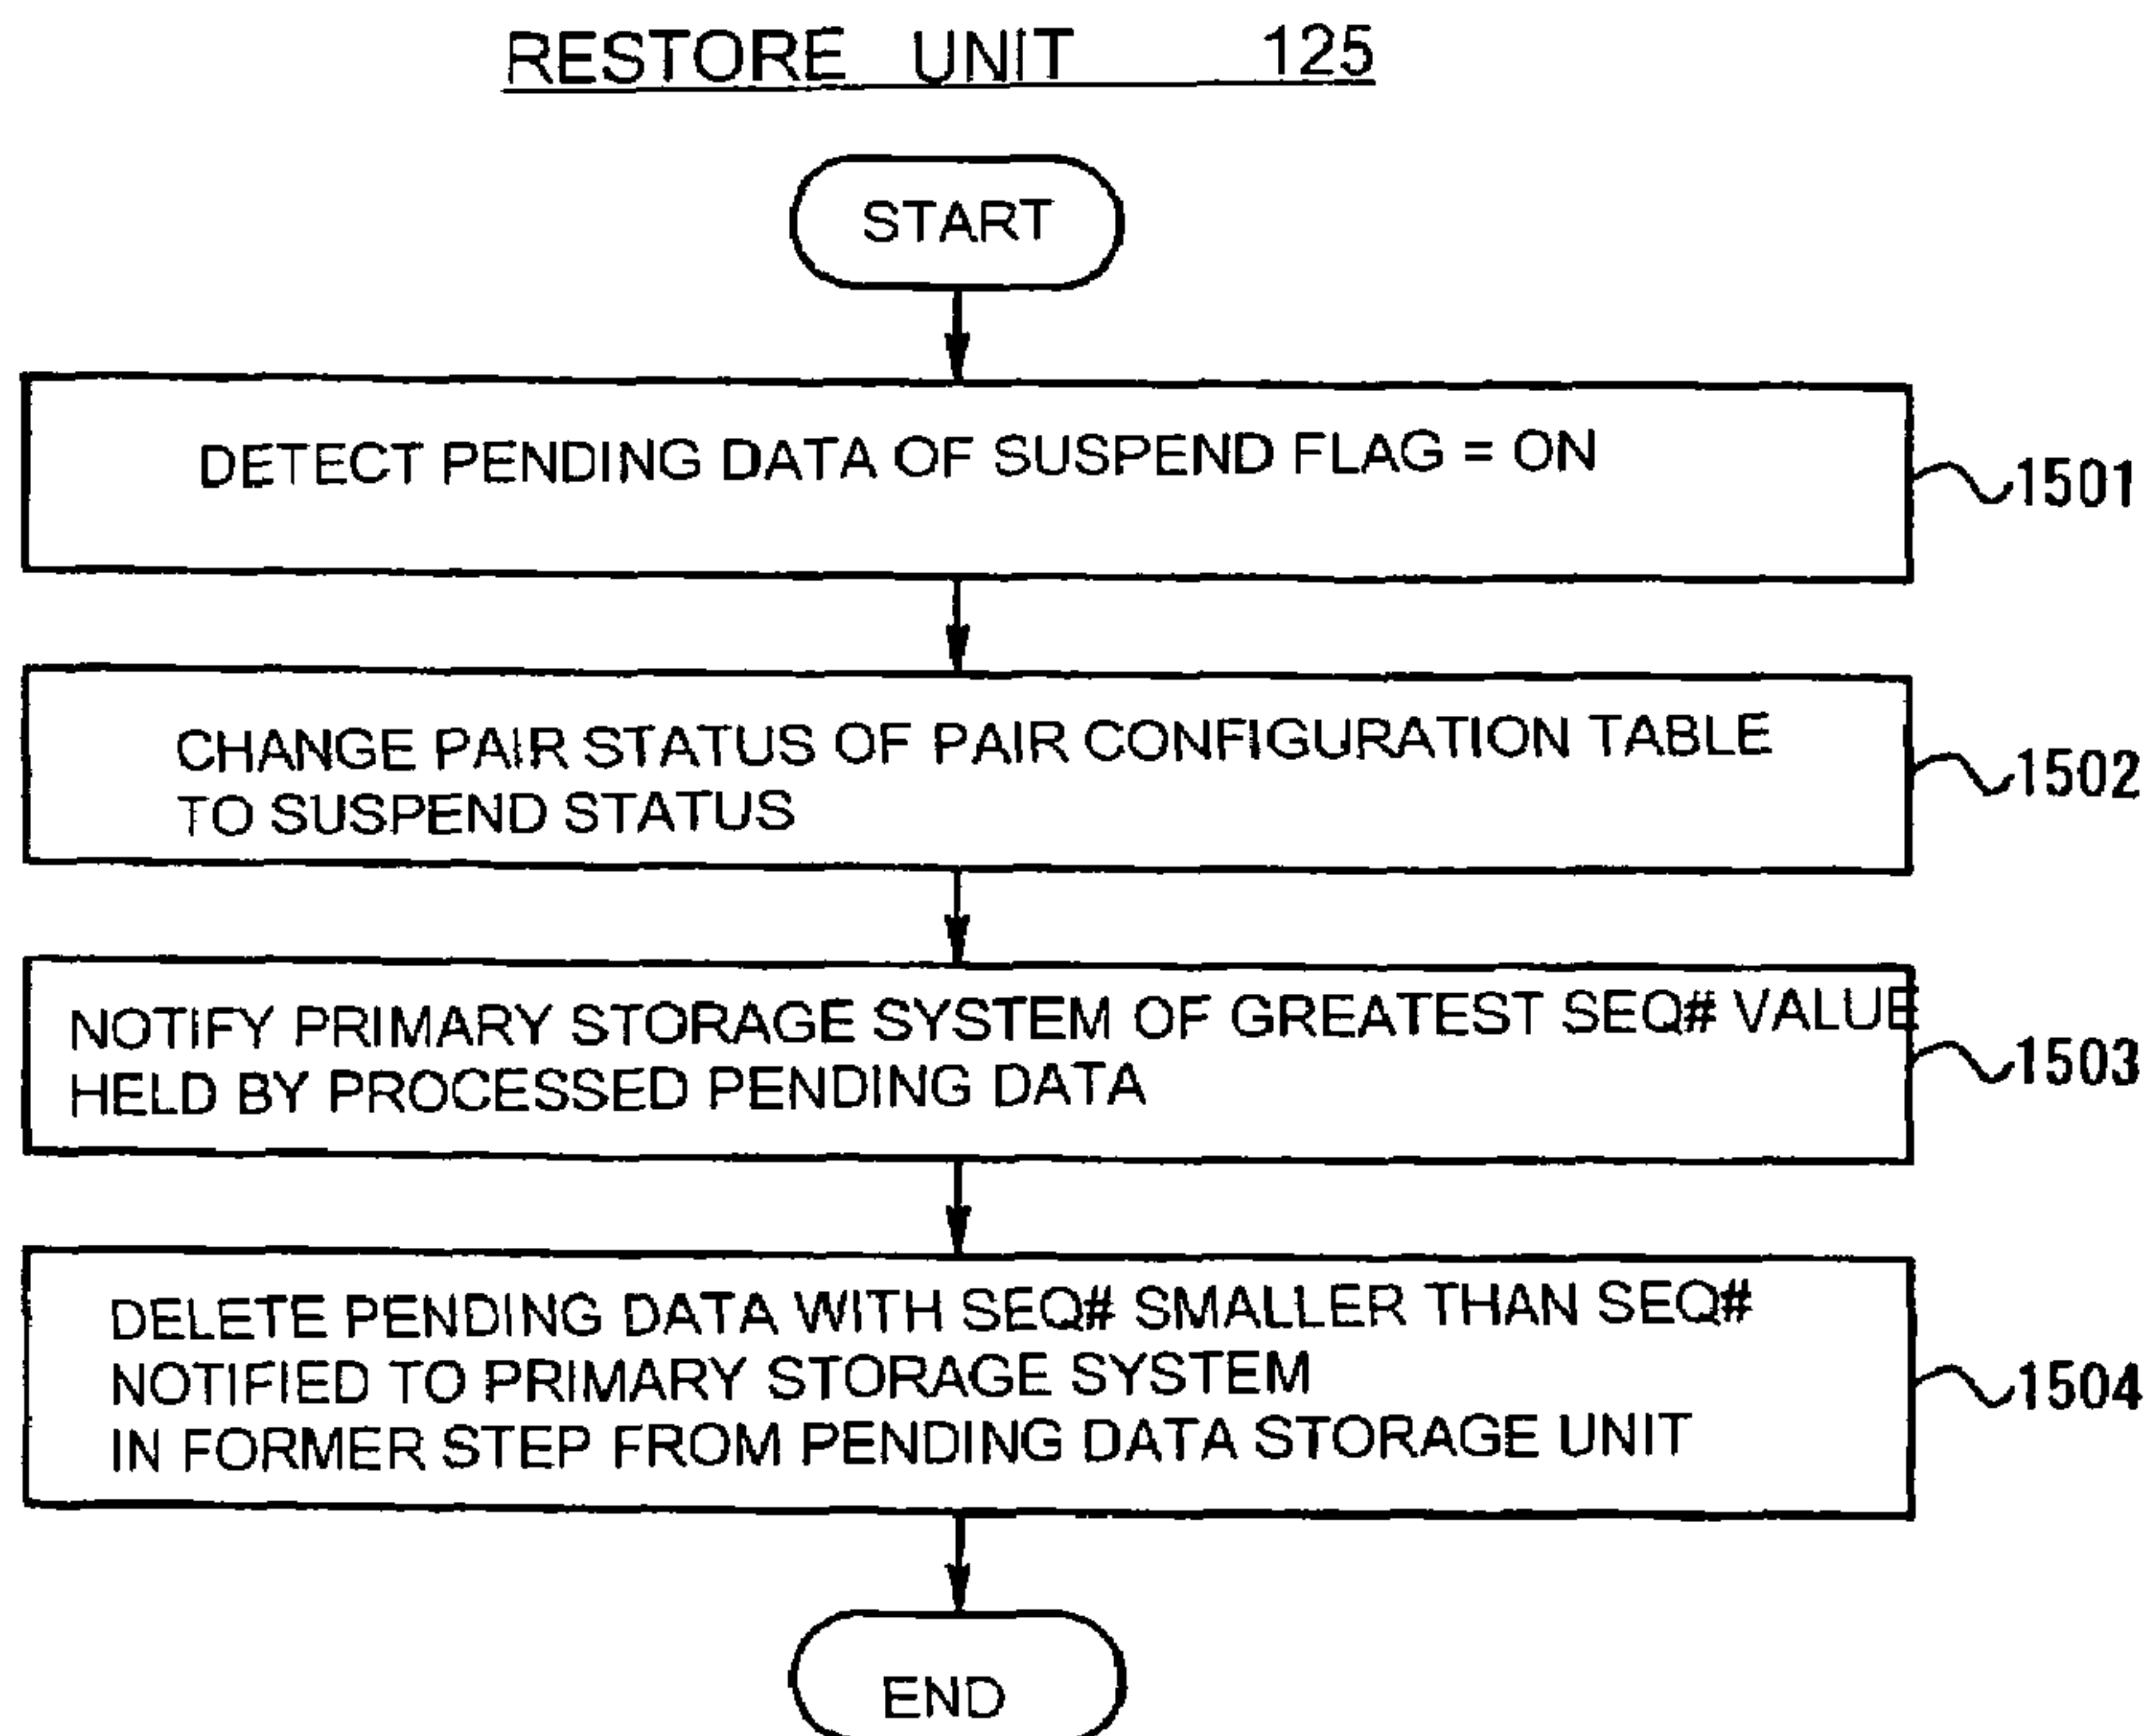 RESTORE UNIT 125
START
DETECT PENDING DATA OF SUSPEND FLAG = ON
1501
CHANGE PAIR STATUS OF PAIR CONFIGURATION TABLE
TO SUSPEND STATUS
1502
NOTIFY PRIMARY STORAGE SYSTEM OF GREATEST SEQ# VALUE
HELD BY PROCESSED PENDING DATA
1503
DELETE PENDING DATA WITH SEQ# SMALLER THAN SEQ#
NOTIFIED TO PRIMARY STORAGE SYSTEM
IN FORMER STEP FROM PENDING DATA STORAGE UNIT
1504
END